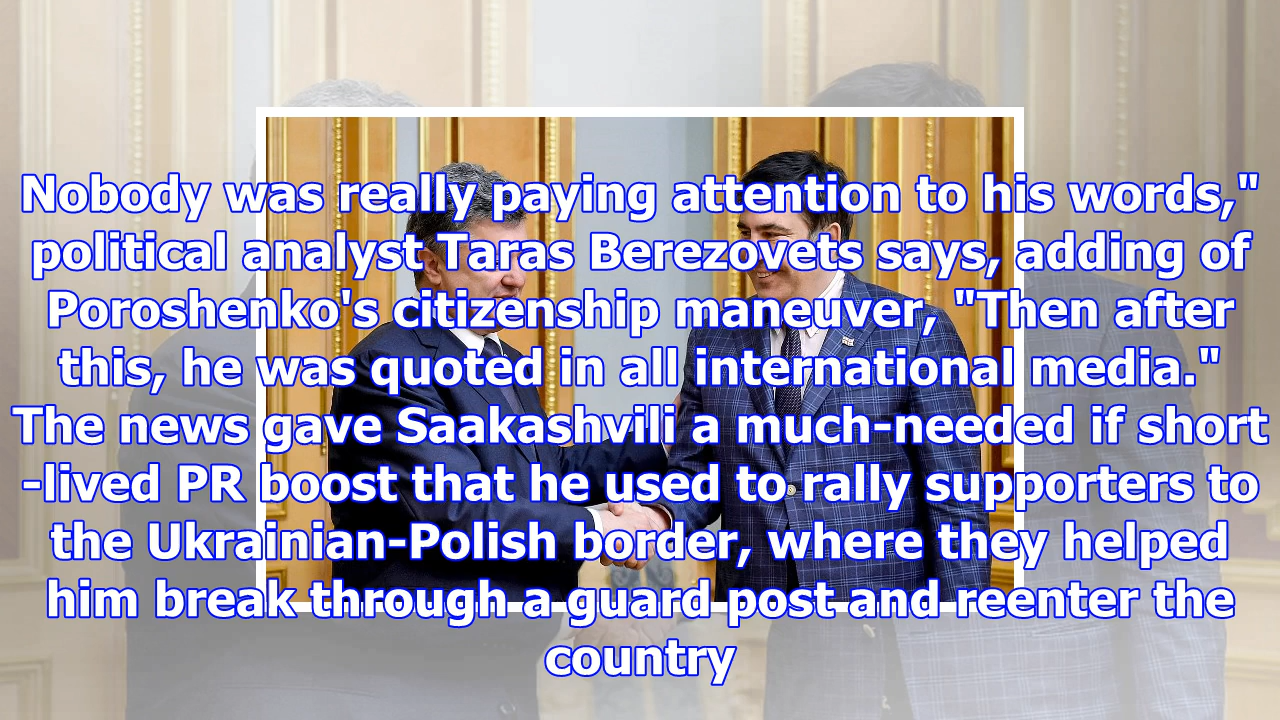 Nobody was really paying attention to his words,"
political analyst Taras Berezovets says, adding of
Poroshenko's citizenship maneuver, "Then after
this, he was quoted in all international media."
The news gave Saakashvili a much-needed if short
-lived PR boost that he used to rally supporters to
the Ukrainian-Polish border, where they helped
him break through a guard post and reenter the
country